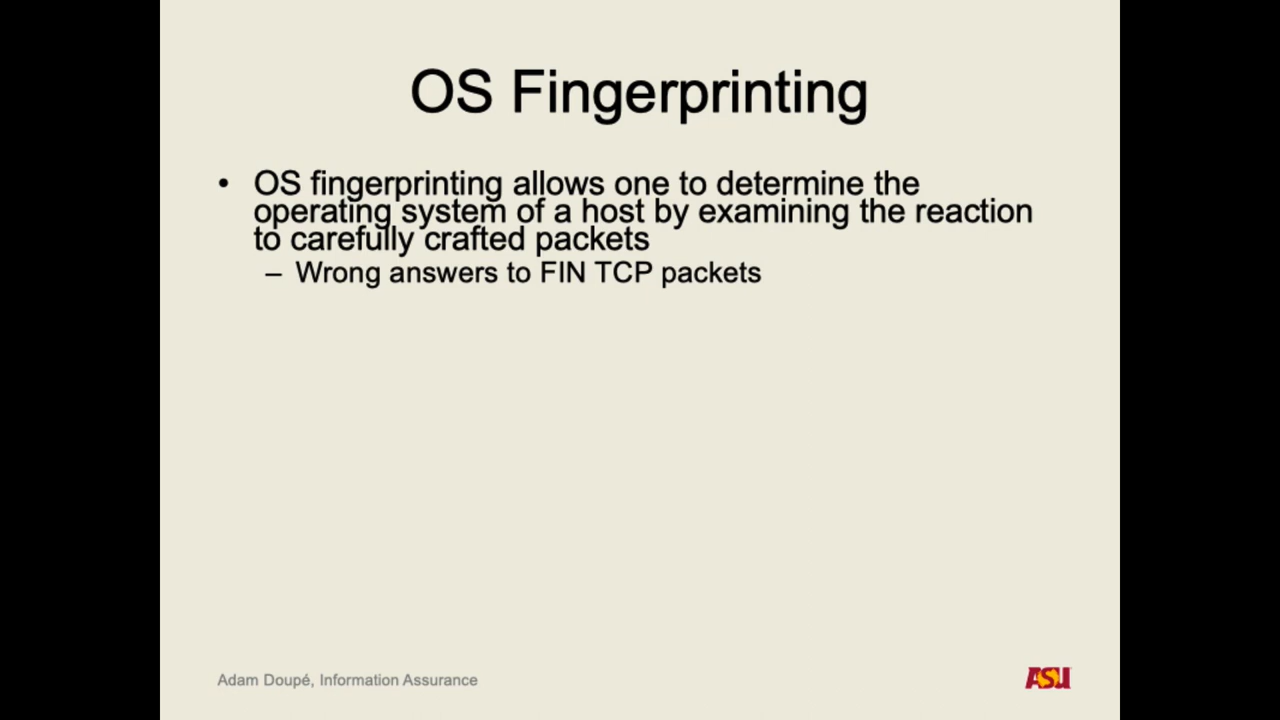 OS Fingerprinting
• OS fingerprinting allows one to determine the
operating system of a host by examining the reaction
to carefully crafted packets
– Wrong answers to FIN TCP packets
Adam Doupé, Information Assurance
ASU